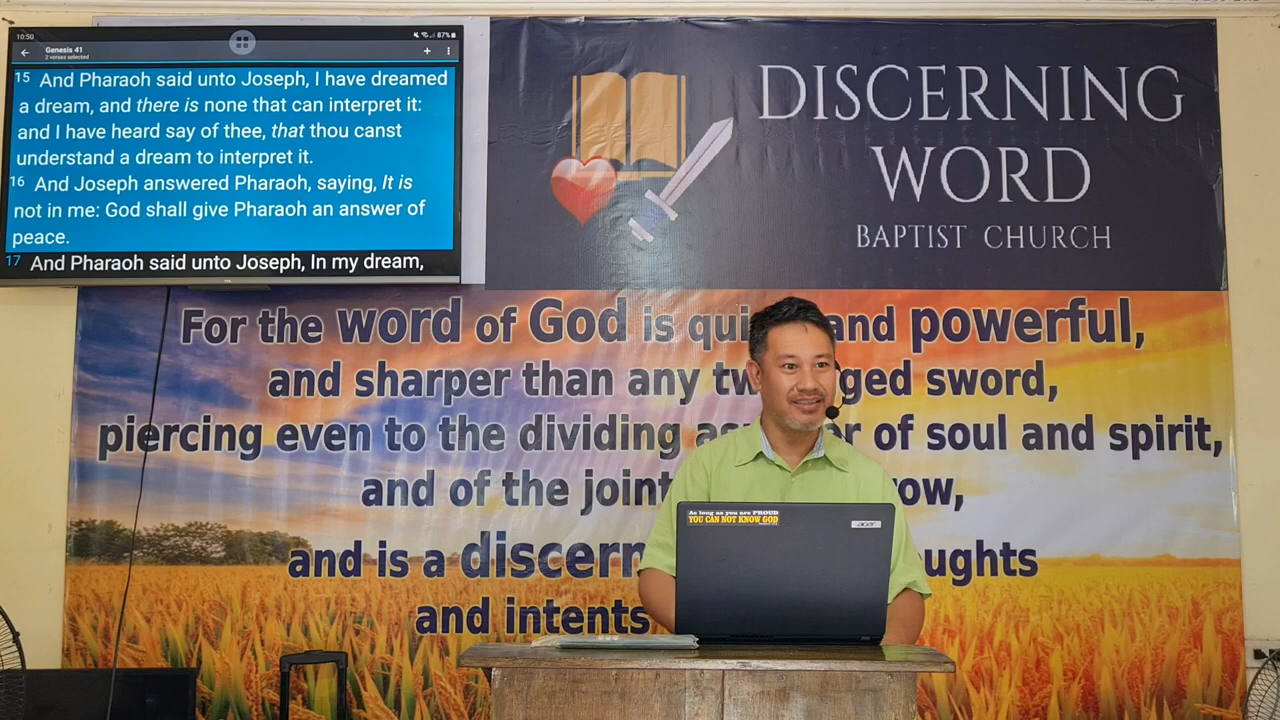 10:50
87%
Genesis 41
2 verses selected
15 And Pharaoh said unto Joseph, I have dreamed
a dream, and there is none that can interpret it:
and I have heard say of thee, that thou canst
understand a dream to interpret it.
16 And Joseph answered Pharaoh, saying, It is
not in me: God shall give Pharaoh an answer of
peace.
17 And Pharaoh said unto Joseph, In my dream,
DISCERNING
WORD
BAPTIST CHURCH
For the word of God is qui and powerful,
and sharper than any tw ged sword,
piercing even to the dividing as r of soul and spirit,
and of the joint row,
and is a discern ughts
and intents
As long as you are PROUD
YOU CAN NOT KNOW GOD
acer